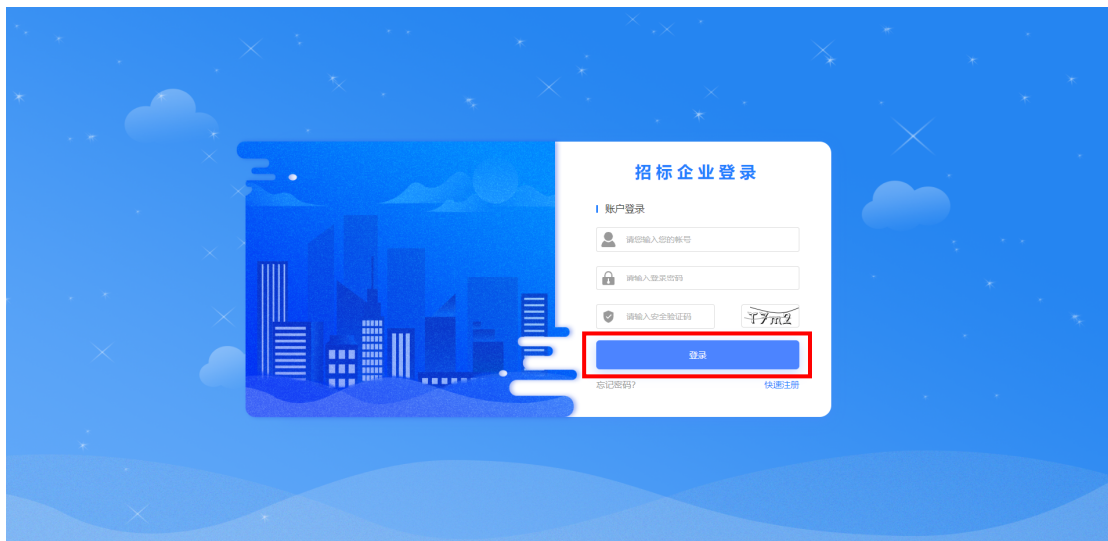 招标企业登录
账户登录
请您输入您的帐号
请输入登录密码
请输入安全验证码
登录
忘记密码?
快速注册